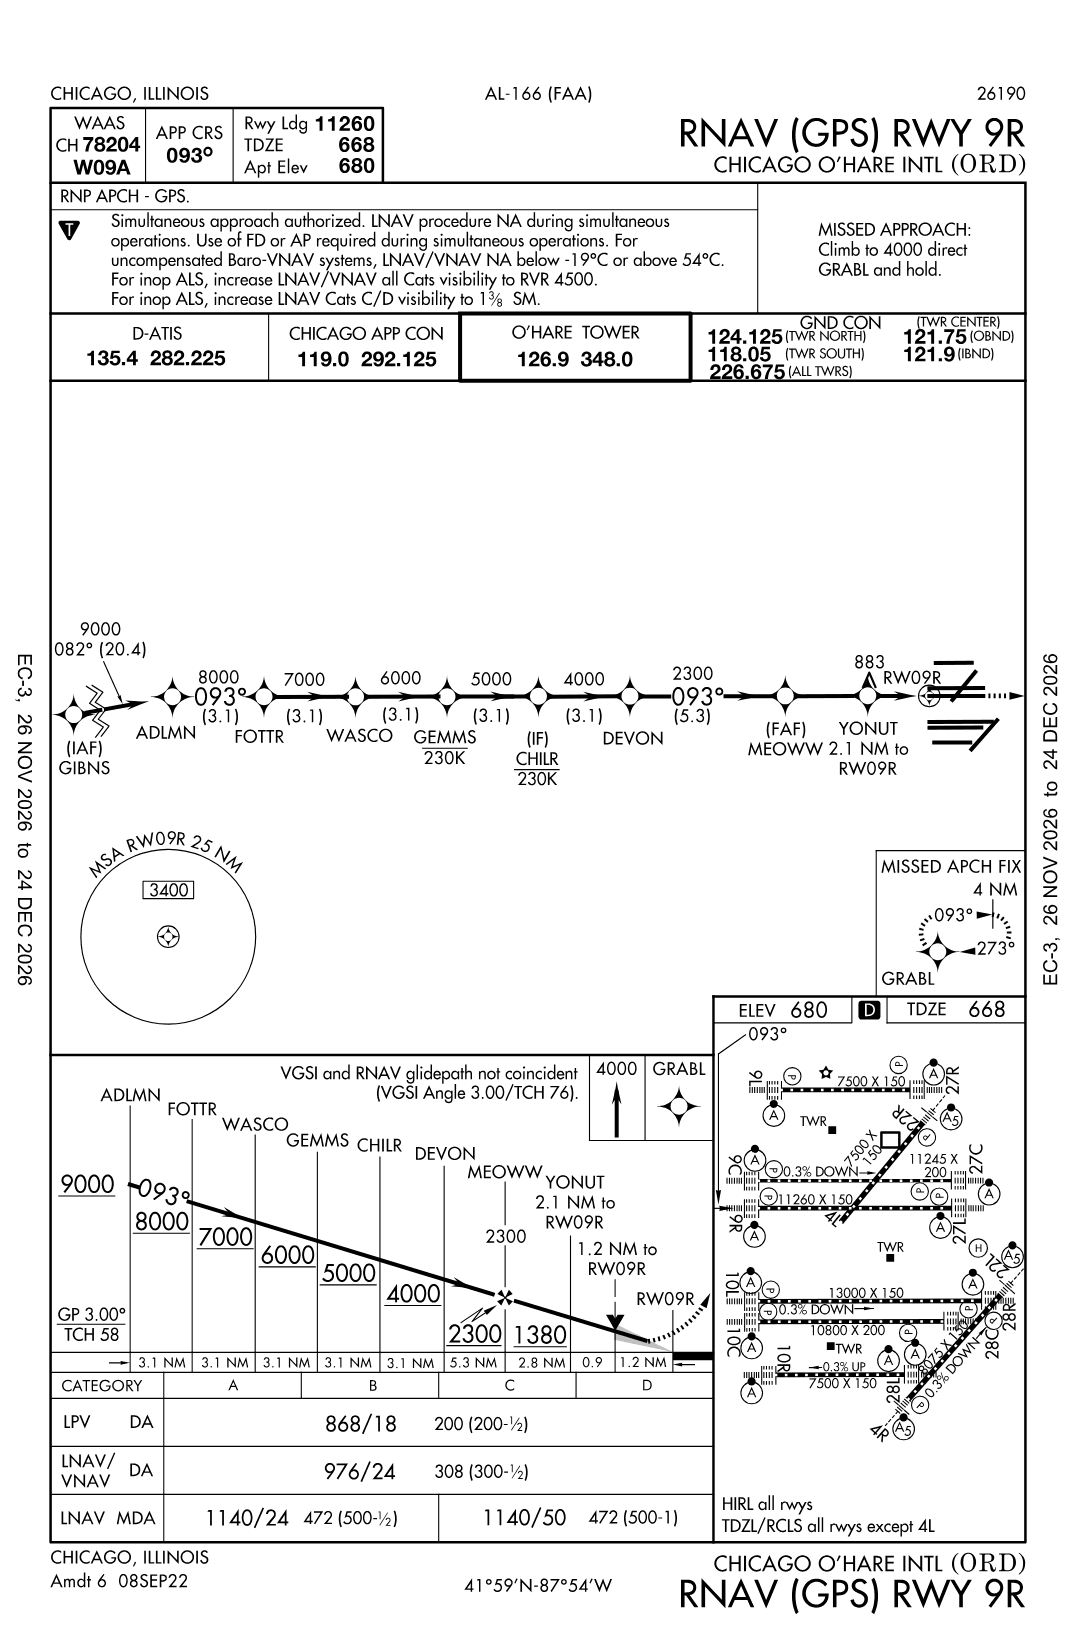 CHICAGO, ILLINOIS
AL-166 (FAA)
26190
WAAS
CH 78204
W09A
APP CRS
093°
Rwy Ldg 11260
TDZE 668
Apt Elev 680
RNAV (GPS) RWY 9R
CHICAGO O'HARE INTL (ORD)
RNP APCH - GPS.
T
Simultaneous approach authorized. LNAV procedure NA during simultaneous
operations. Use of FD or AP required during simultaneous operations. For
uncompensated Baro-VNAV systems, LNAV/VNAV NA below -19°C or above 54°C.
For inop ALS, increase LNAV/VNAV all Cats visibility to RVR 4500.
For inop ALS, increase LNAV Cats C/D visibility to 1⅜ SM.
MISSED APPROACH:
Climb to 4000 direct
GRABL and hold.
D-ATIS
135.4 282.225
CHICAGO APP CON
119.0 292.125
O'HARE TOWER
126.9 348.0
GND CON
124.125 (TWR NORTH)
118.05 (TWR SOUTH)
226.675 (ALL TWRS)
(TWR CENTER)
121.75 (OBND)
121.9 (IBND)
EC-3, 26 NOV 2026 to 24 DEC 2026
EC-3, 26 NOV 2026 to 24 DEC 2026
9000
082° (20.4)
(IAF)
GIBNS
ADLMN
8000
093°
(3.1)
FOTTR
7000
(3.1)
WASCO
6000
(3.1)
GEMMS
230K
5000
(3.1)
(IF)
CHILR
230K
4000
(3.1)
DEVON
2300
093°
(5.3)
(FAF)
MEOWW
883
YONUT
2.1 NM to
RW09R
RW09R
MSA RW09R 25 NM
3400
MISSED APCH FIX
4 NM
093°
273°
GRABL
ELEV 680
D
TDZE 668
093°
9L
P
7500 X 150
P
A
27R
A
TWR
22R
A5
P
7500 X
150
9C
A
P
0.3% DOWN
11245 X
200
27C
P
11260 X 150
P
P
A
9R
A
4L
A
27L
TWR
H
22L
A5
10L
A
P
13000 X 150
A
0.3% DOWN
P
28R
10C
P
A
10800 X 200
P
P
28C
TWR
10R
0.3% UP
A
A
8075 X 150
0.3% DOWN
A
7500 X 150
28L
P
4R
A5
HIRL all rwys
TDZL/RCLS all rwys except 4L
VGSI and RNAV glidepath not coincident
(VGSI Angle 3.00/TCH 76).
4000
GRABL
ADLMN
FOTTR
WASCO
GEMMS
CHILR
DEVON
MEOWW
YONUT
2.1 NM to
RW09R
1.2 NM to
RW09R
RW09R
9000
093°
8000
7000
6000
5000
4000
2300
2300
1380
GP 3.00°
TCH 58
3.1 NM
3.1 NM
3.1 NM
3.1 NM
3.1 NM
5.3 NM
2.8 NM
0.9
1.2 NM
CATEGORY A B C D
LPV DA 868/18 200 (200-½)
LNAV/
VNAV DA 976/24 308 (300-½)
LNAV MDA 1140/24 472 (500-½) 1140/50 472 (500-1)
CHICAGO, ILLINOIS
Amdt 6 08SEP22
41°59'N-87°54'W
CHICAGO O'HARE INTL (ORD)
RNAV (GPS) RWY 9R